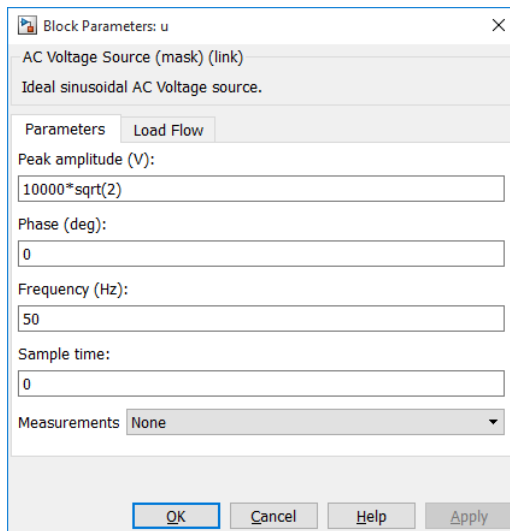 Block Parameters: u
AC Voltage Source (mask) (link)
Ideal sinusoidal AC Voltage source.
Parameters Load Flow
Peak amplitude (V):
10000*sqrt(2)
Phase (deg):
0
Frequency (Hz):
50
Sample time:
0
Measurements None
OK Cancel Help Apply